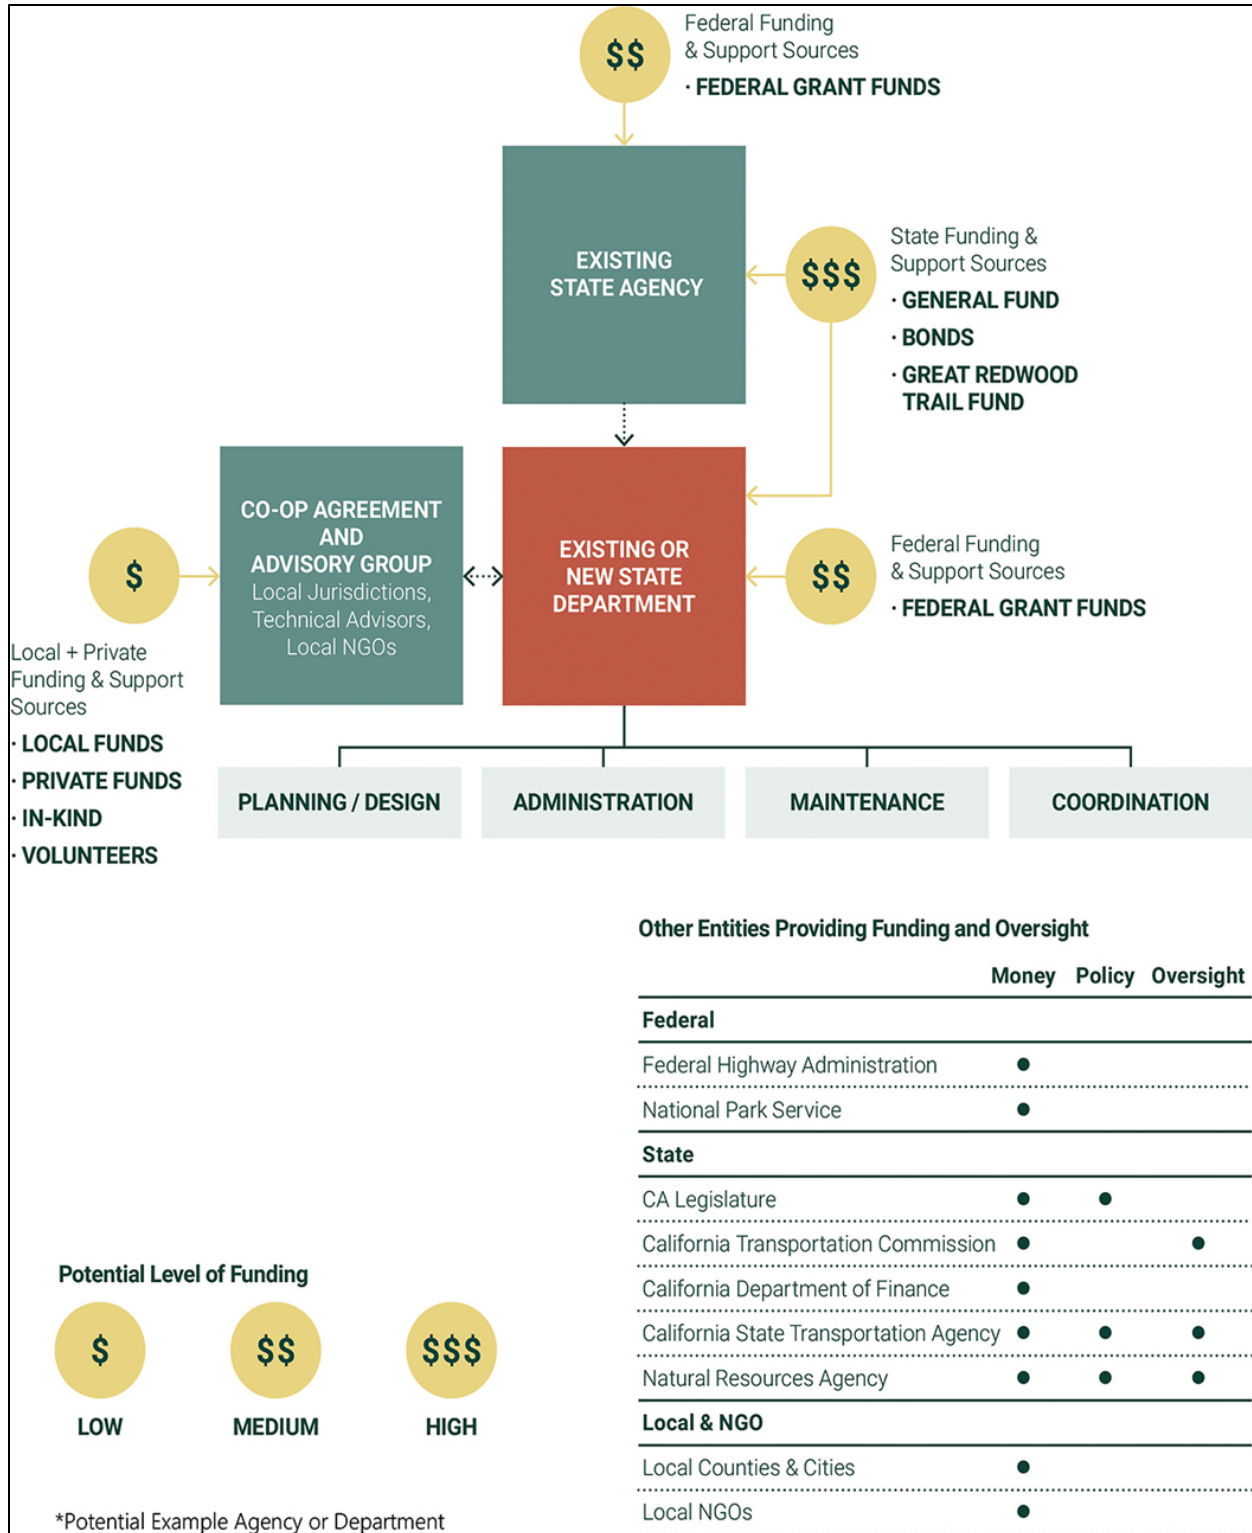 $$
Federal Funding
& Support Sources
· FEDERAL GRANT FUNDS
EXISTING
STATE AGENCY
$$$
State Funding &
Support Sources
· GENERAL FUND
· BONDS
· GREAT REDWOOD
TRAIL FUND
$
Local + Private
Funding & Support
Sources
· LOCAL FUNDS
· PRIVATE FUNDS
· IN-KIND
· VOLUNTEERS
CO-OP AGREEMENT
AND
ADVISORY GROUP
Local Jurisdictions,
Technical Advisors,
Local NGOs
EXISTING OR
NEW STATE
DEPARTMENT
$$
Federal Funding
& Support Sources
· FEDERAL GRANT FUNDS
PLANNING / DESIGN
ADMINISTRATION
MAINTENANCE
COORDINATION
Other Entities Providing Funding and Oversight
Money Policy Oversight
Federal
Federal Highway Administration ●
National Park Service ●
State
CA Legislature ● ●
California Transportation Commission ● ●
California Department of Finance ●
California State Transportation Agency ● ● ●
Natural Resources Agency ● ● ●
Local & NGO
Local Counties & Cities ●
Local NGOs ●
Potential Level of Funding
$ $$ $$$
LOW MEDIUM HIGH
*Potential Example Agency or Department